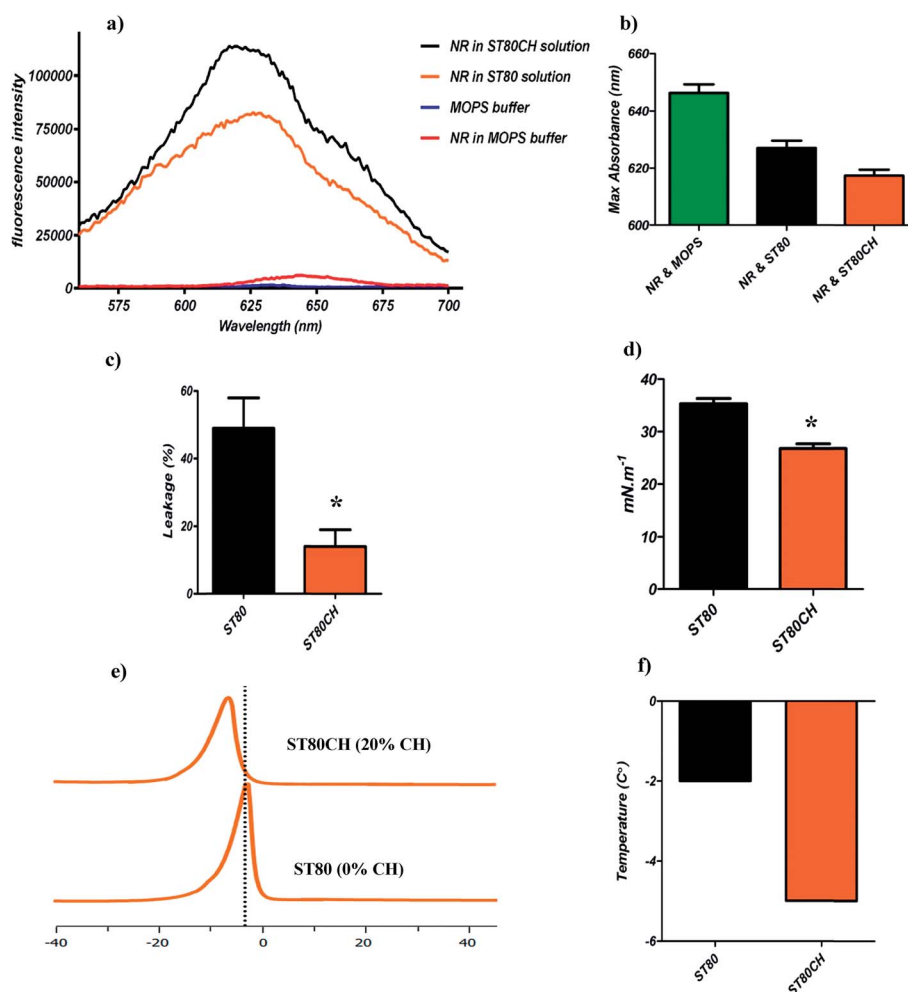 a)
100000
75000
50000
25000
0
575
600
625
650
675
700
fluorescence intensity
Wavelength (nm)
NR in ST80CH solution
NR in ST80 solution
MOPS buffer
NR in MOPS buffer
b)
660
640
620
600
Max Absorbance (nm)
NR & MOPS
NR & ST80
NR & ST80CH
c)
60
40
20
0
Leakage (%)
*
ST80
ST80CH
d)
40
30
20
10
0
mN.m-1
*
ST80
ST80CH
e)
ST80CH (20% CH)
ST80 (0% CH)
-40
-20
0
20
40
f)
0
-2
-4
-6
Temperature (C°)
ST80
ST80CH